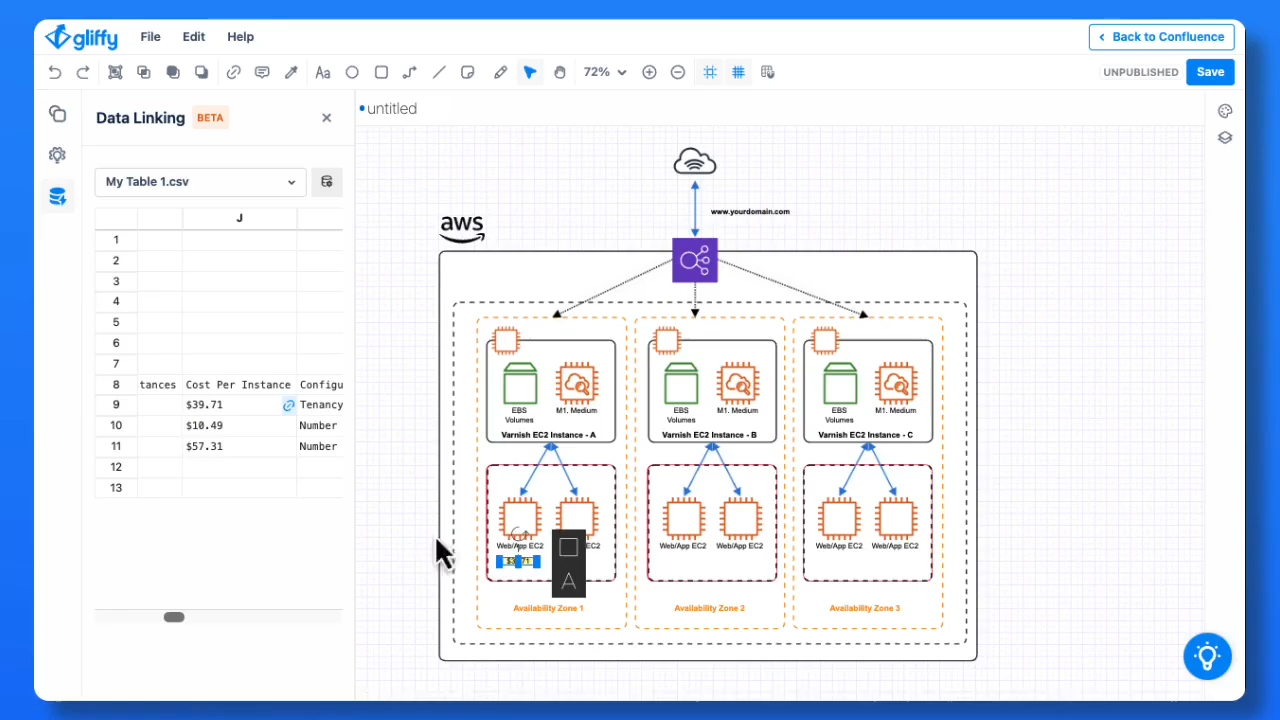 gliffy File Edit Help Back to Confluence
Aa 72% UNPUBLISHED Save
Data Linking BETA
untitled
My Table 1.csv
J
1
2
3
4
5
6
7
8 tances Cost Per Instance Configu
9 $39.71 Tenancy
10 $10.49 Number
11 $57.31 Number
12
13
www.yourdomain.com
aws
EBS Volumes M1. Medium
Varnish EC2 Instance - A
EBS Volumes M1. Medium
Varnish EC2 Instance - B
EBS Volumes M1. Medium
Varnish EC2 Instance - C
Web/App EC2 EC2
A
Web/App EC2 Web/App EC2
Web/App EC2 Web/App EC2
Availability Zone 1
Availability Zone 2
Availability Zone 3